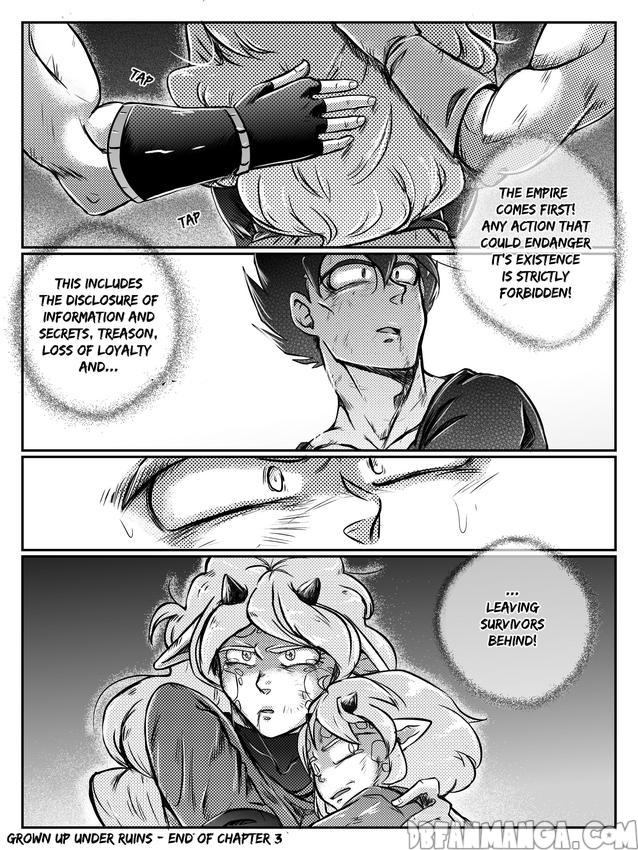 TAP
TAP
THE EMPIRE
COMES FIRST!
ANY ACTION THAT
COULD ENDANGER
IT'S EXISTENCE
IS STRICTLY
FORBIDDEN!
THIS INCLUDES
THE DISCLOSURE OF
INFORMATION AND
SECRETS, TREASON,
LOSS OF LOYALTY
AND...
...
LEAVING
SURVIVORS
BEHIND!
GROWN UP UNDER RUINS - END OF CHAPTER 3
DBFANMANGA.COM